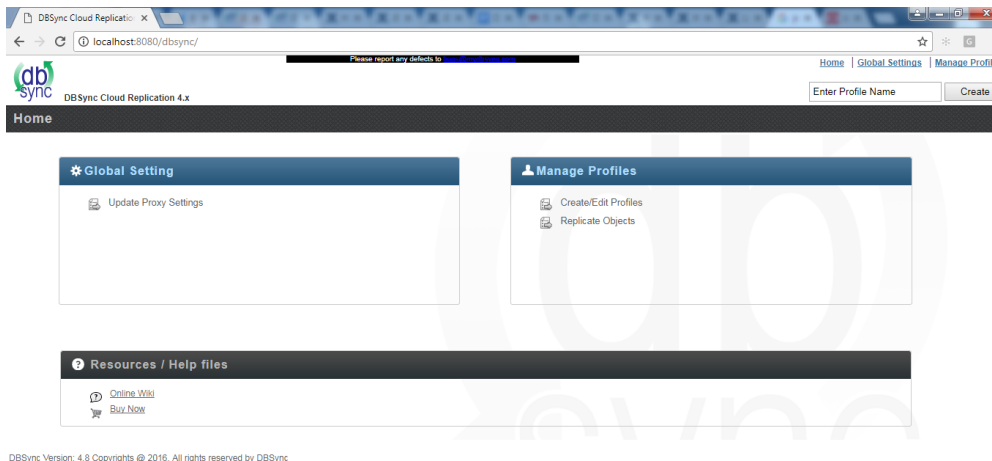 DBSync Cloud Replicatio
localhost:8080/dbsync/
Please report any defects to
Home | Global Settings | Manage Profil
db
sync
DBSync Cloud Replication 4.x
Enter Profile Name
Create
Home
Global Setting
Manage Profiles
Update Proxy Settings
Create/Edit Profiles
Replicate Objects
Resources / Help files
Online Wiki
Buy Now
DBSync Version: 4.8 Copyrights @ 2016. All rights reserved by DBSync